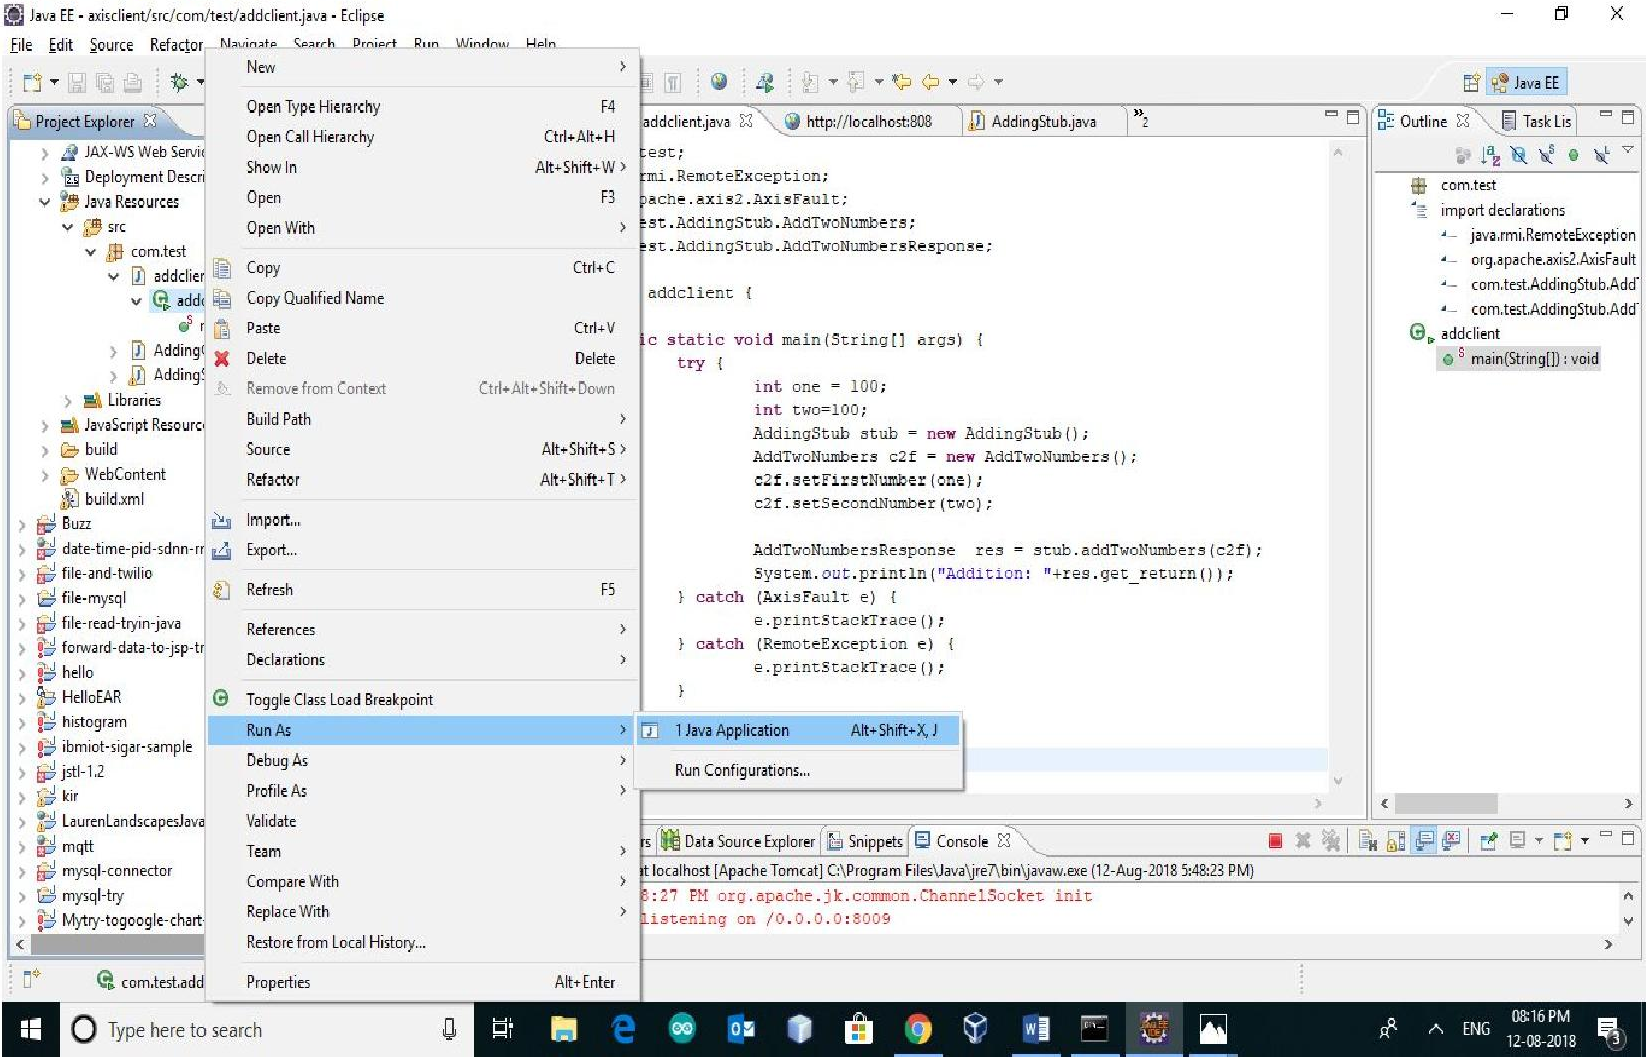 Java EE - axisclient/src/com/test/addclient.java - Eclipse
File Edit Source Refactor Navigate Search Project Run Window Help
Java EE
Project Explorer
JAX-WS Web Servi
Deployment Descri
Java Resources
src
com.test
addclien
addc
Adding
AddingS
Libraries
JavaScript Resourc
build
WebContent
build.xml
Buzz
date-time-pid-sdnn-rr
file-and-twilio
file-mysql
file-read-tryin-java
forward-data-to-jsp-tr
hello
HelloEAR
histogram
ibmiot-sigar-sample
jstl-1.2
kir
LaurenLandscapesJava
mqtt
mysql-connector
mysql-try
Mytry-togoogle-chart-
New
Open Type Hierarchy F4
Open Call Hierarchy Ctrl+Alt+H
Show In Alt+Shift+W
Open F3
Open With
Copy Ctrl+C
Copy Qualified Name
Paste Ctrl+V
Delete Delete
Remove from Context Ctrl+Alt+Shift+Down
Build Path
Source Alt+Shift+S
Refactor Alt+Shift+T
Import...
Export...
Refresh F5
References
Declarations
Toggle Class Load Breakpoint
Run As
Debug As
Profile As
Validate
Team
Compare With
Replace With
Restore from Local History...
Properties Alt+Enter
1 Java Application Alt+Shift+X, J
Run Configurations...
addclient.java http://localhost:808 AddingStub.java 2
test;
rmi.RemoteException;
pache.axis2.AxisFault;
est.AddingStub.AddTwoNumbers;
est.AddingStub.AddTwoNumbersResponse;
addclient {
ic static void main(String[] args) {
try {
int one = 100;
int two=100;
AddingStub stub = new AddingStub();
AddTwoNumbers c2f = new AddTwoNumbers();
c2f.setFirstNumber(one);
c2f.setSecondNumber(two);
AddTwoNumbersResponse res = stub.addTwoNumbers(c2f);
System.out.println("Addition: "+res.get_return());
} catch (AxisFault e) {
e.printStackTrace();
} catch (RemoteException e) {
e.printStackTrace();
}
Outline Task Lis
com.test
import declarations
java.rmi.RemoteException
org.apache.axis2.AxisFault
com.test.AddingStub.Add
com.test.AddingStub.Add
addclient
main(String[]) : void
rs Data Source Explorer Snippets Console
at localhost [Apache Tomcat] C:\Program Files\Java\jre7\bin\javaw.exe (12-Aug-2018 5:48:23 PM)
8:27 PM org.apache.jk.common.ChannelSocket init
listening on /0.0.0.0:8009
com.test.add
Type here to search
ENG
08:16 PM
12-08-2018
3